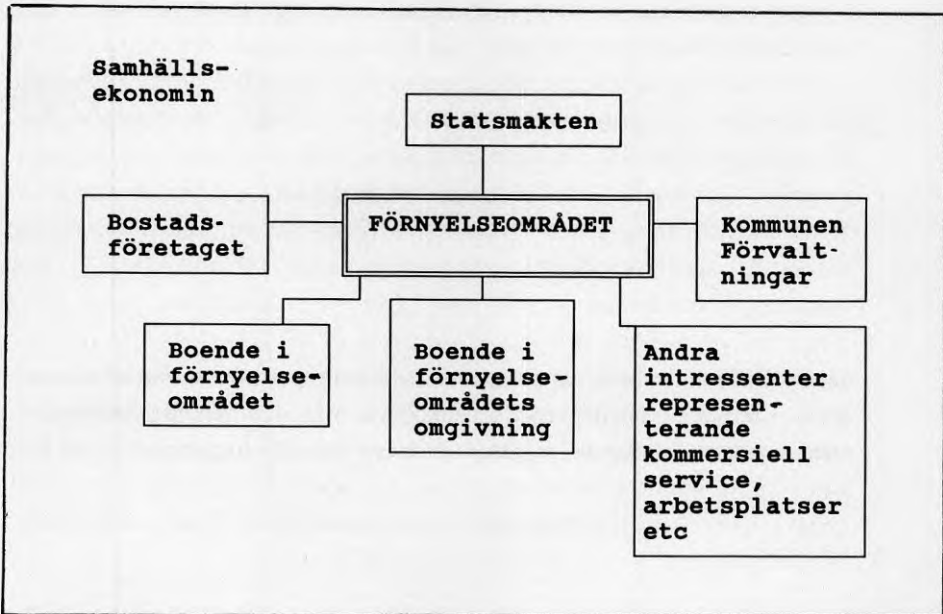 Samhälls-
ekonomin
Statsmakten
Bostads-
företaget
FÖRNYELSEOMRÅDET
Kommunen
Förvalt-
ningar
Boende i
förnyelse-
området
Boende i
förnyelse
områdets
omgivning
Andra
intressenter
represen-
terande
kommersiell
service,
arbetsplatser
etc